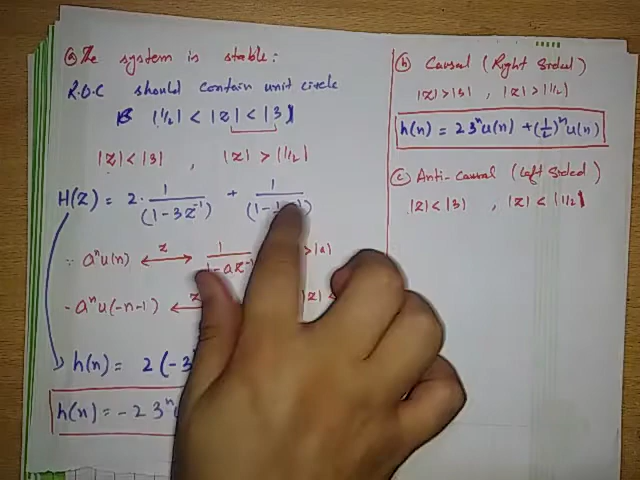 ⓐ The system is stable:
R.O.C should contain unit circle
|1/2| < |z| < |3|
|z| < |3| , |z| > |1/2|
H(z) = 2. 1/(1-3z⁻¹) + 1/(1-
∵ aⁿu(n) ⟷ z 1/1-az⁻¹ > |a|
-aⁿu(-n-1) ⟷ z |z| <
h(n) = 2(-3
h(n) = -2 3ⁿ
ⓑ Causal (Right Sided)
|z| > |3| , |z| > |1/2|
h(n) = 2 3ⁿu(n) + (1/2)ⁿu(n)
ⓒ Anti-Causal (Left Sided)
|z| < |3| , |z| < |1/2|